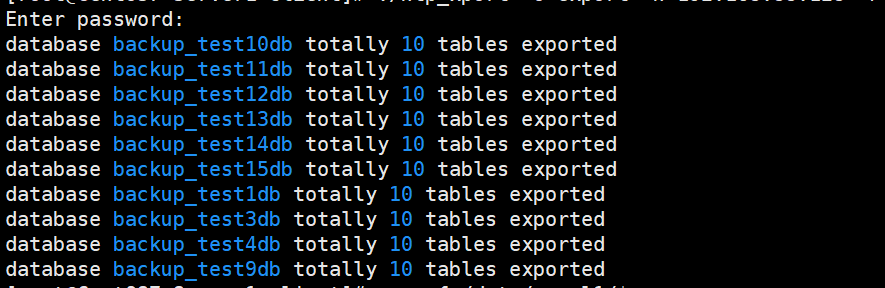 Enter password:
database backup_test10db totally 10 tables exported
database backup_test11db totally 10 tables exported
database backup_test12db totally 10 tables exported
database backup_test13db totally 10 tables exported
database backup_test14db totally 10 tables exported
database backup_test15db totally 10 tables exported
database backup_test1db totally 10 tables exported
database backup_test3db totally 10 tables exported
database backup_test4db totally 10 tables exported
database backup_test9db totally 10 tables exported